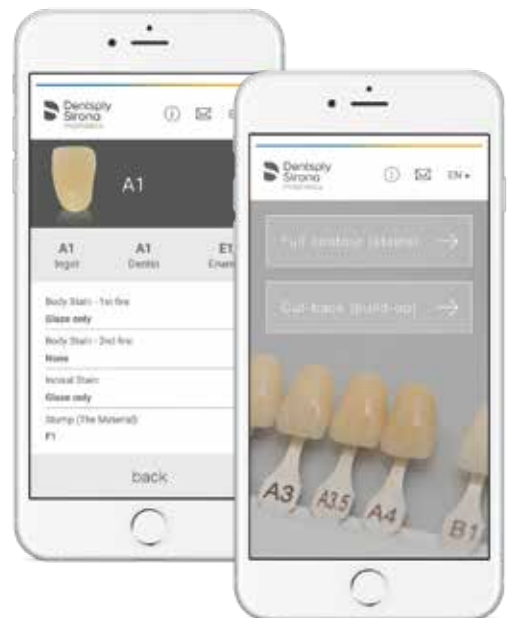 Dentsply
Sirona
Prosthetics
A1
A1
Ingot
A1
Dentin
Body Stain - 1st fire
Glaze only
Body Stain - 2nd fire
None
Incisal Stain
Glaze only
Stump (The Material)
F1
back
Dentsply
Sirona
Prosthetics
EN
Full contour (stains)
Cut-back (build-up)
A3
A3.5
A4
B1